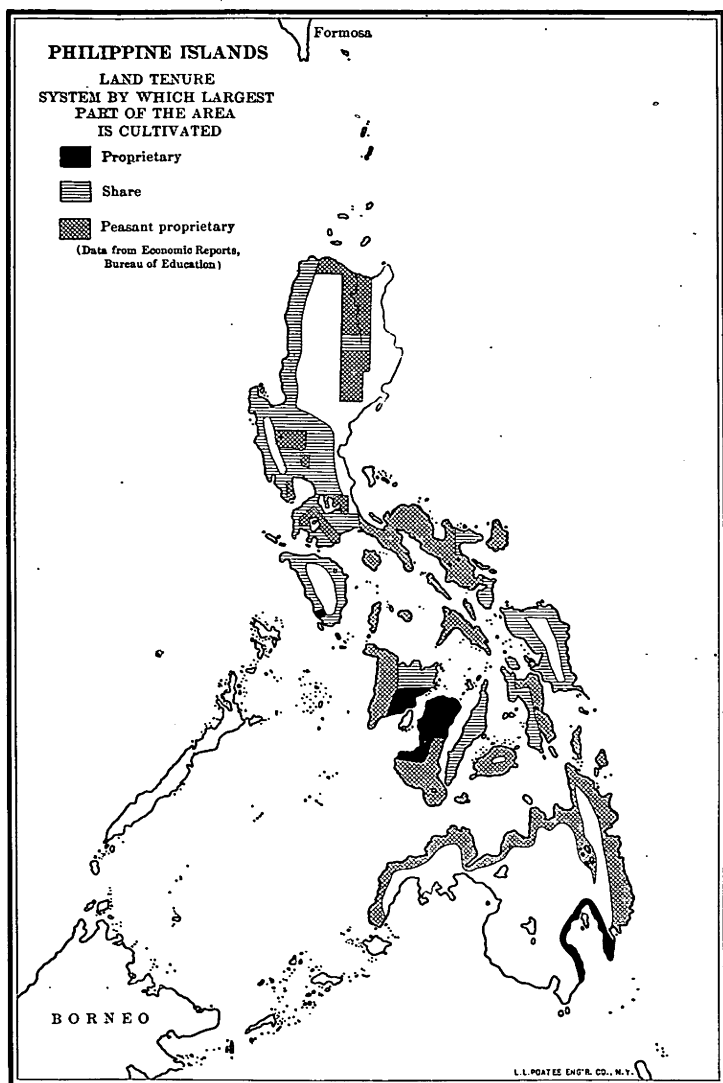 Formosa
PHILIPPINE ISLANDS
LAND TENURE
SYSTEM BY WHICH LARGEST
PART OF THE AREA
IS CULTIVATED
Proprietary
Share
Peasant proprietary
(Data from Economic Reports,
Bureau of Education)
BORNEO
L.L.POATES ENG'R. CO., N.Y.